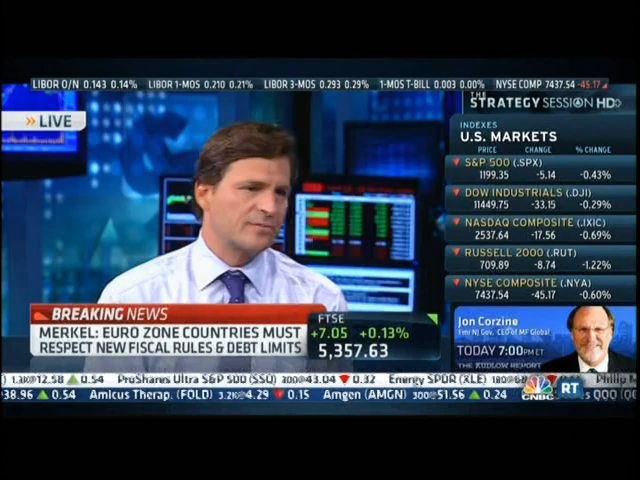 LIBOR O/N 0.143 0.14% LIBOR 1-MOS 0.210 0.21% LIBOR 3-MOS 0.293 0.29% 1-MOS T-BILL 0.003 0.00% NYSE COMP 7437.54 -45.17
THE
STRATEGY SESSION HD
LIVE
INDEXES
U.S. MARKETS
PRICE CHANGE % CHANGE
S&P 500 (.SPX)
1199.35 -5.14 -0.43%
DOW INDUSTRIALS (.DJI)
11449.75 -33.15 -0.29%
NASDAQ COMPOSITE (.IXIC)
2537.64 -17.56 -0.69%
RUSSELL 2000 (.RUT)
709.89 -8.74 -1.22%
NYSE COMPOSITE (.NYA)
7437.54 -45.17 -0.60%
BREAKING NEWS
MERKEL: EURO ZONE COUNTRIES MUST
RESPECT NEW FISCAL RULES & DEBT LIMITS
FTSE
+7.05 +0.13%
5,357.63
Jon Corzine
Fmr NJ Gov, CEO of MF Global
TODAY 7:00PM ET
THE KUDLOW REPORT
12.58 0.54 ProShares Ultra S&P 500 (SSO) 43.04 0.32 Energy SPDR (XLE)
38.96 0.54 Amicus Therap. (FOLD) 3.2K@4.29 0.15 Amgen (AMGN) 300@51.56 0.24
CNBC RT